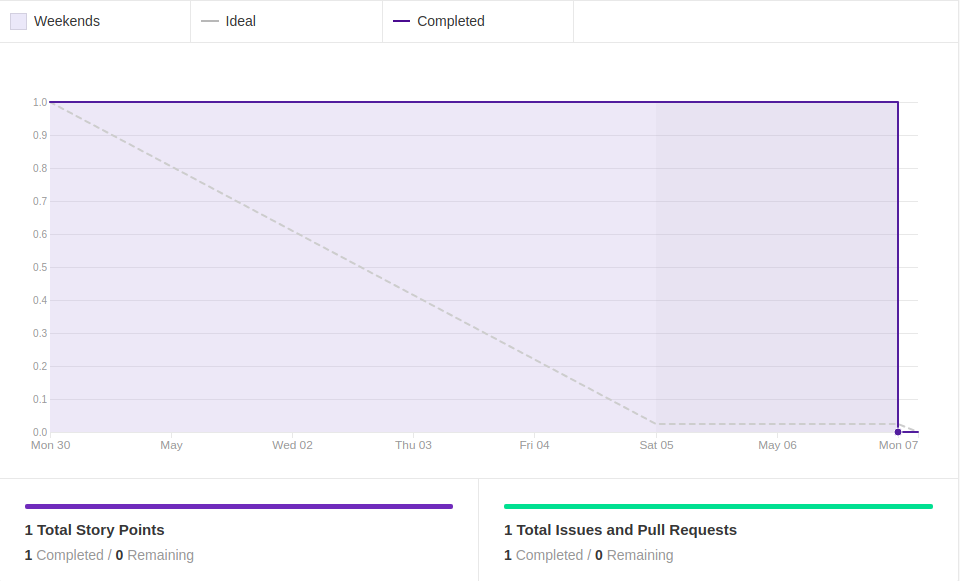 Weekends
Ideal
Completed
1.0
0.9
0.8
0.7
0.6
0.5
0.4
0.3
0.2
0.1
0.0
Mon 30
May
Wed 02
Thu 03
Fri 04
Sat 05
May 06
Mon 07
1 Total Story Points
1 Completed / 0 Remaining
1 Total Issues and Pull Requests
1 Completed / 0 Remaining